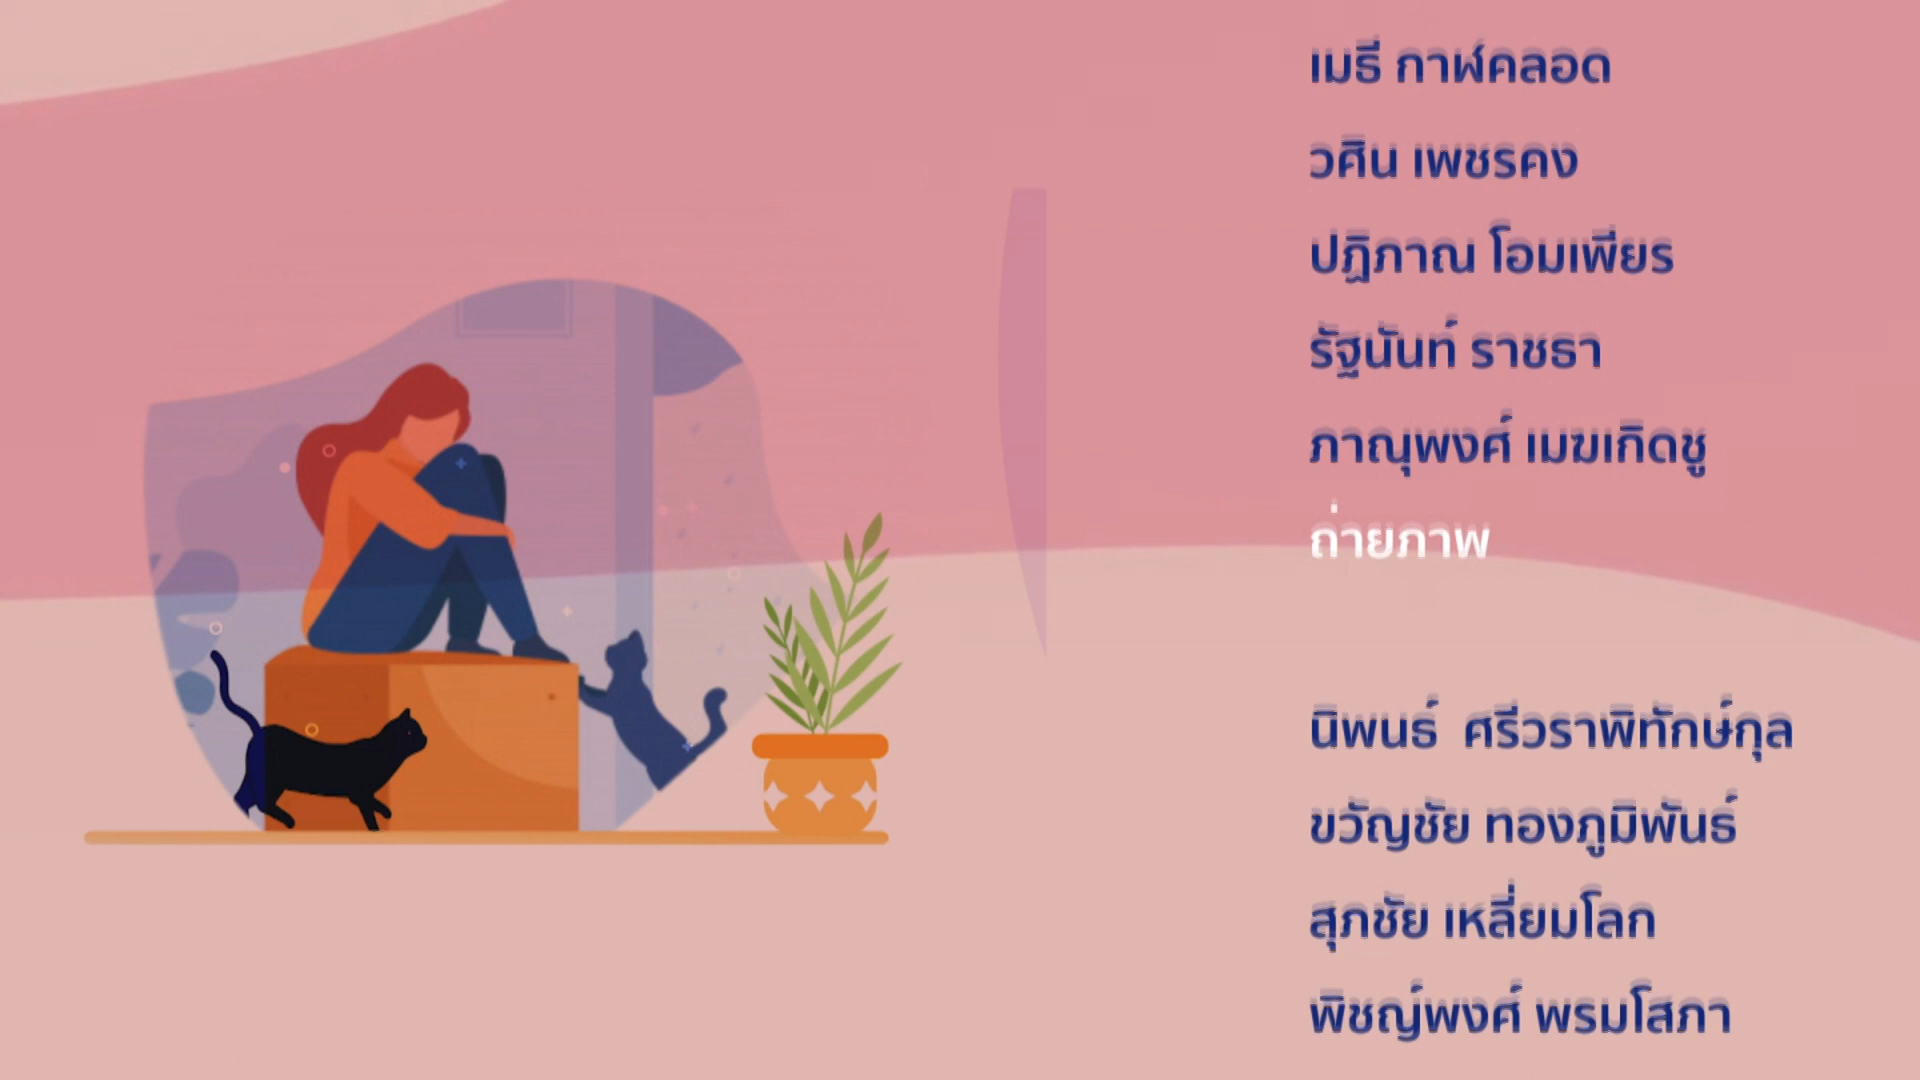 เมธี กาฬคลอด
วศิน เพชรคง
ปฏิภาณ โอมเพียร
รัฐนันท์ ราชธา
ภาณุพงศ์ เมฆเกิดชู
ถ่ายภาพ
นิพนธ์ ศรีวราพิทักษ์กุล
ขวัญชัย ทองภูมิพันธ์
สุภชัย เหลี่ยมโลก
พิชญ์พงศ์ พรมโสภา